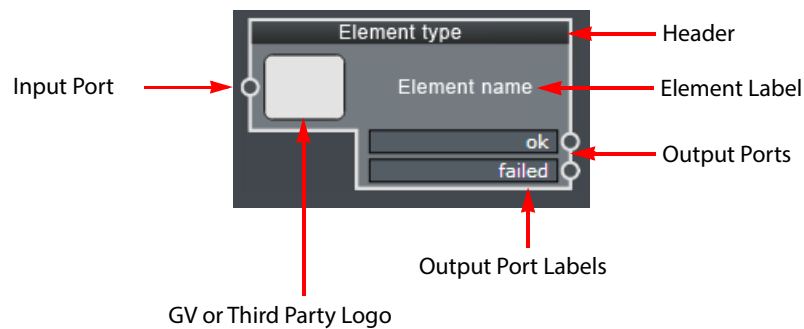 Element type
Header
Input Port
Element name
Element Label
ok
Output Ports
failed
Output Port Labels
GV or Third Party Logo